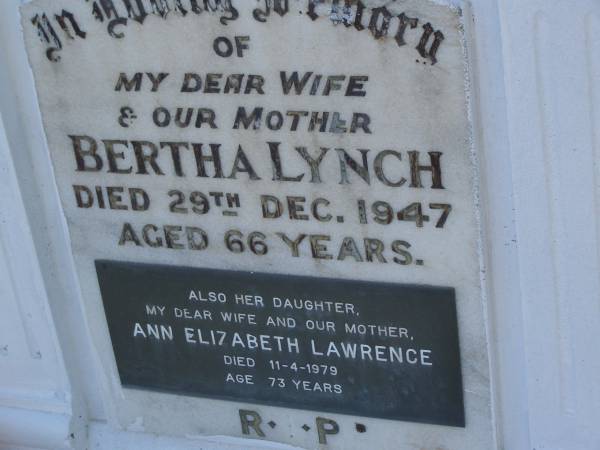 In Loving Memory
OF
MY DEAR WIFE
& OUR MOTHER
BERTHA LYNCH
DIED 29TH DEC. 1947
AGED 66 YEARS.
ALSO HER DAUGHTER,
MY DEAR WIFE AND OUR MOTHER,
ANN ELIZABETH LAWRENCE
DIED 11-4-1979
AGE 73 YEARS
R. . P.